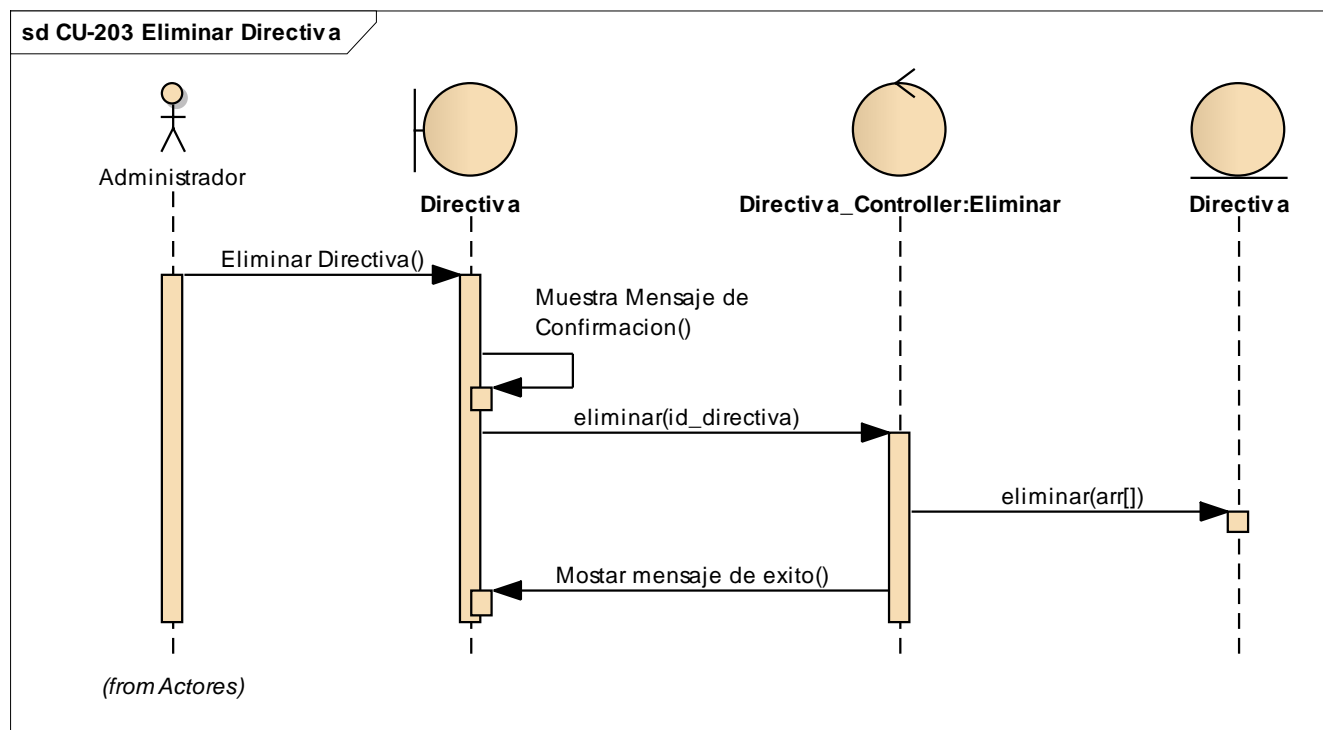 sd CU-203 Eliminar Directiva
Administrador
Directiva
Directiva_Controller:Eliminar
Directiva
Eliminar Directiva()
Muestra Mensaje de
Confirmacion()
eliminar(id_directiva)
eliminar(arr[])
Mostar mensaje de exito()
(from Actores)